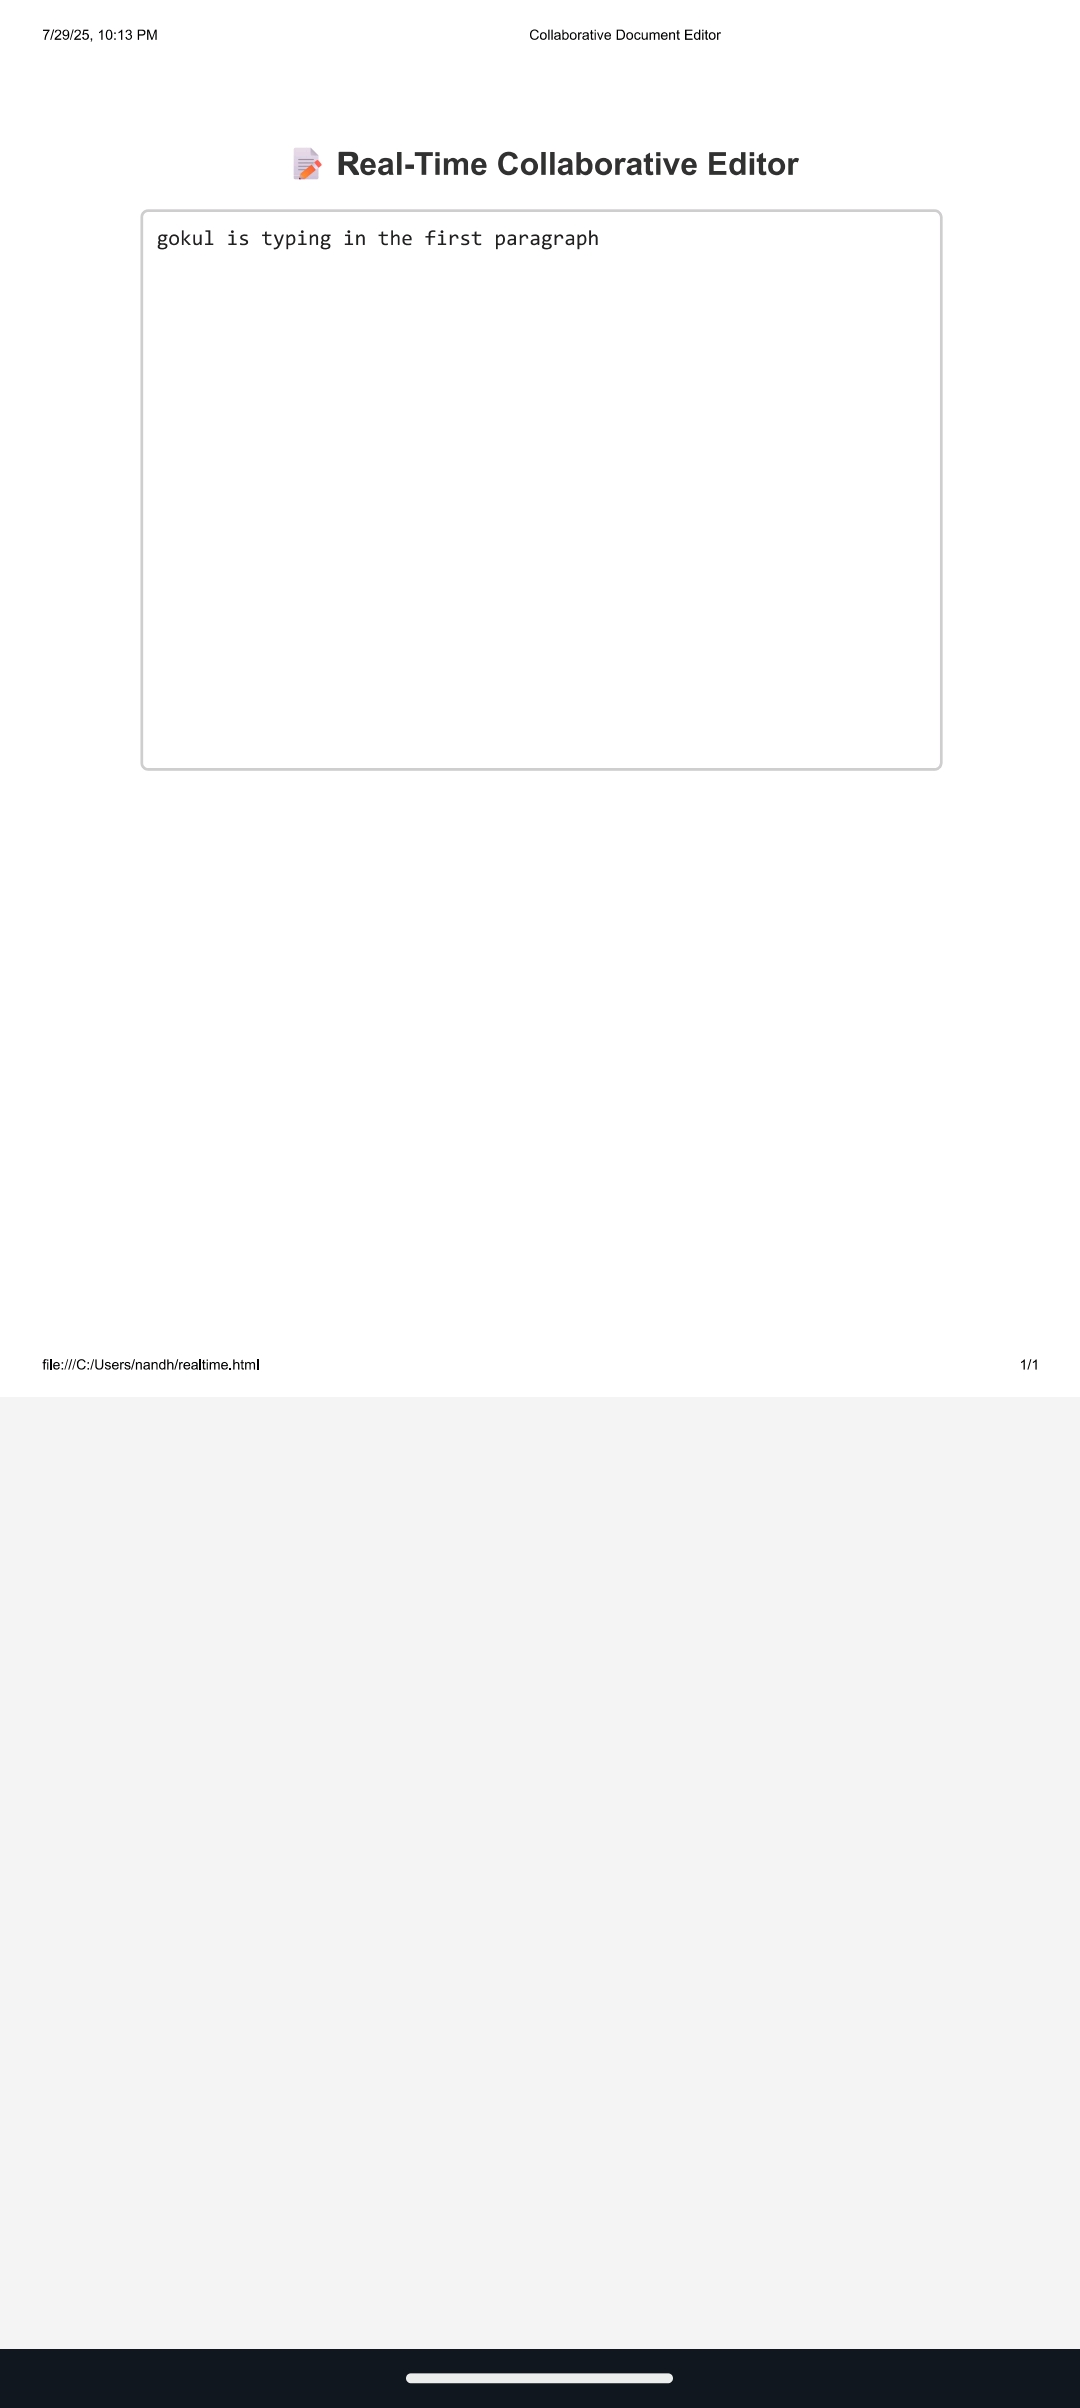 7/29/25, 10:13 PM Collaborative Document Editor
Real-Time Collaborative Editor
gokul is typing in the first paragraph
file:///C:/Users/nandh/realtime.html 1/1